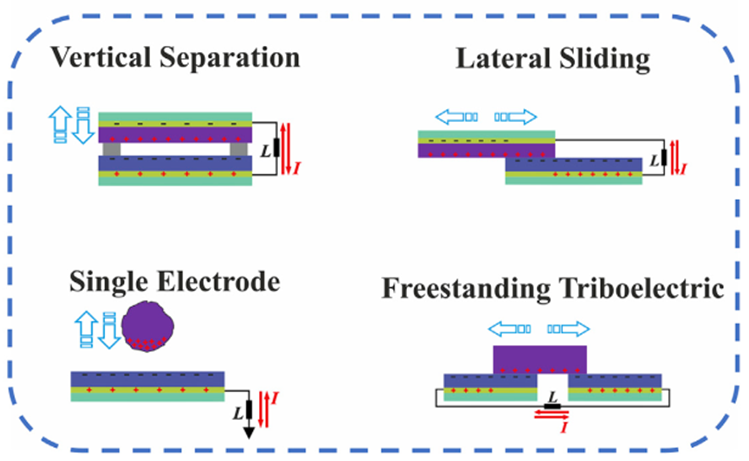 Vertical Separation
Lateral Sliding
L
I
L
I
Single Electrode
Freestanding Triboelectric
L
I
L
I